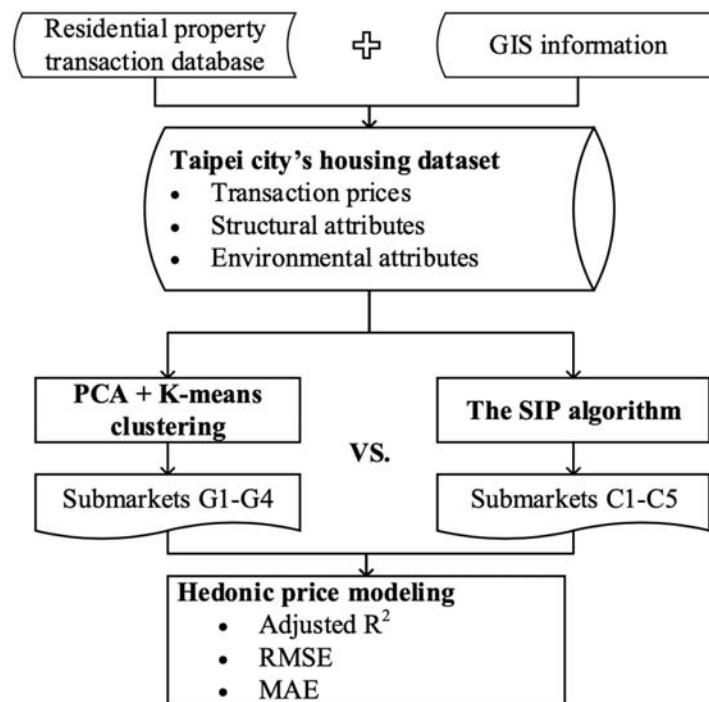 Residential property
transaction database
GIS information
Taipei city's housing dataset
• Transaction prices
• Structural attributes
• Environmental attributes
PCA + K-means
clustering
The SIP algorithm
VS.
Submarkets G1-G4
Submarkets C1-C5
Hedonic price modeling
• Adjusted R²
• RMSE
• MAE